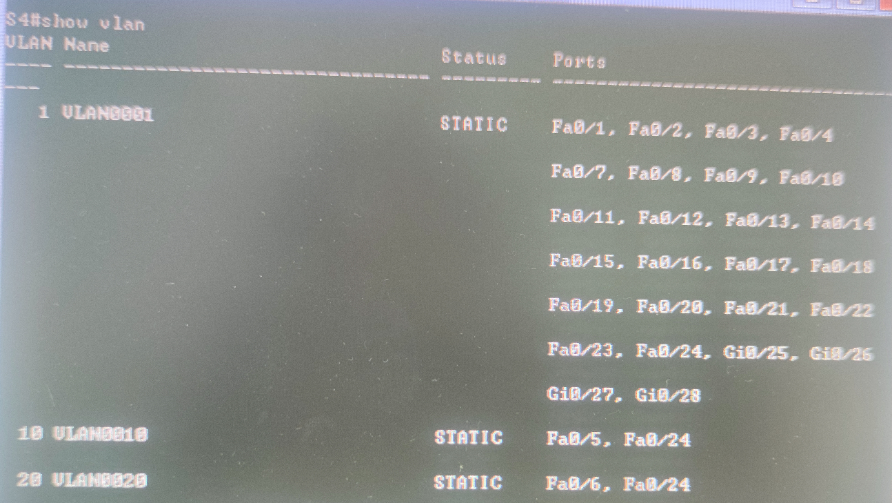 S4#show vlan
VLAN Name Status Ports
---- -------------------------------- --------- -----------------------------------
---
1 VLAN0001 STATIC Fa0/1, Fa0/2, Fa0/3, Fa0/4
Fa0/7, Fa0/8, Fa0/9, Fa0/10
Fa0/11, Fa0/12, Fa0/13, Fa0/14
Fa0/15, Fa0/16, Fa0/17, Fa0/18
Fa0/19, Fa0/20, Fa0/21, Fa0/22
Fa0/23, Fa0/24, Gi0/25, Gi0/26
Gi0/27, Gi0/28
10 VLAN0010 STATIC Fa0/5, Fa0/24
20 VLAN0020 STATIC Fa0/6, Fa0/24